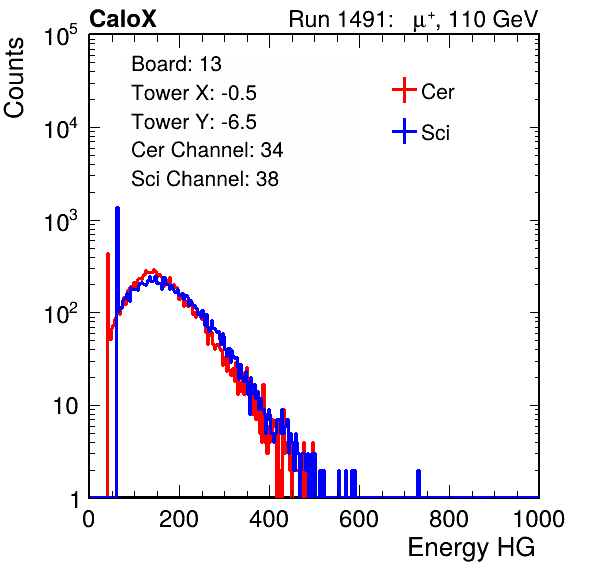 CaloX Run 1491: μ⁺, 110 GeV
Board: 13
Tower X: -0.5
Tower Y: -6.5
Cer Channel: 34
Sci Channel: 38
Cer
Sci
Counts
10⁵
10⁴
10³
10²
10
1
0 200 400 600 800 1000
Energy HG